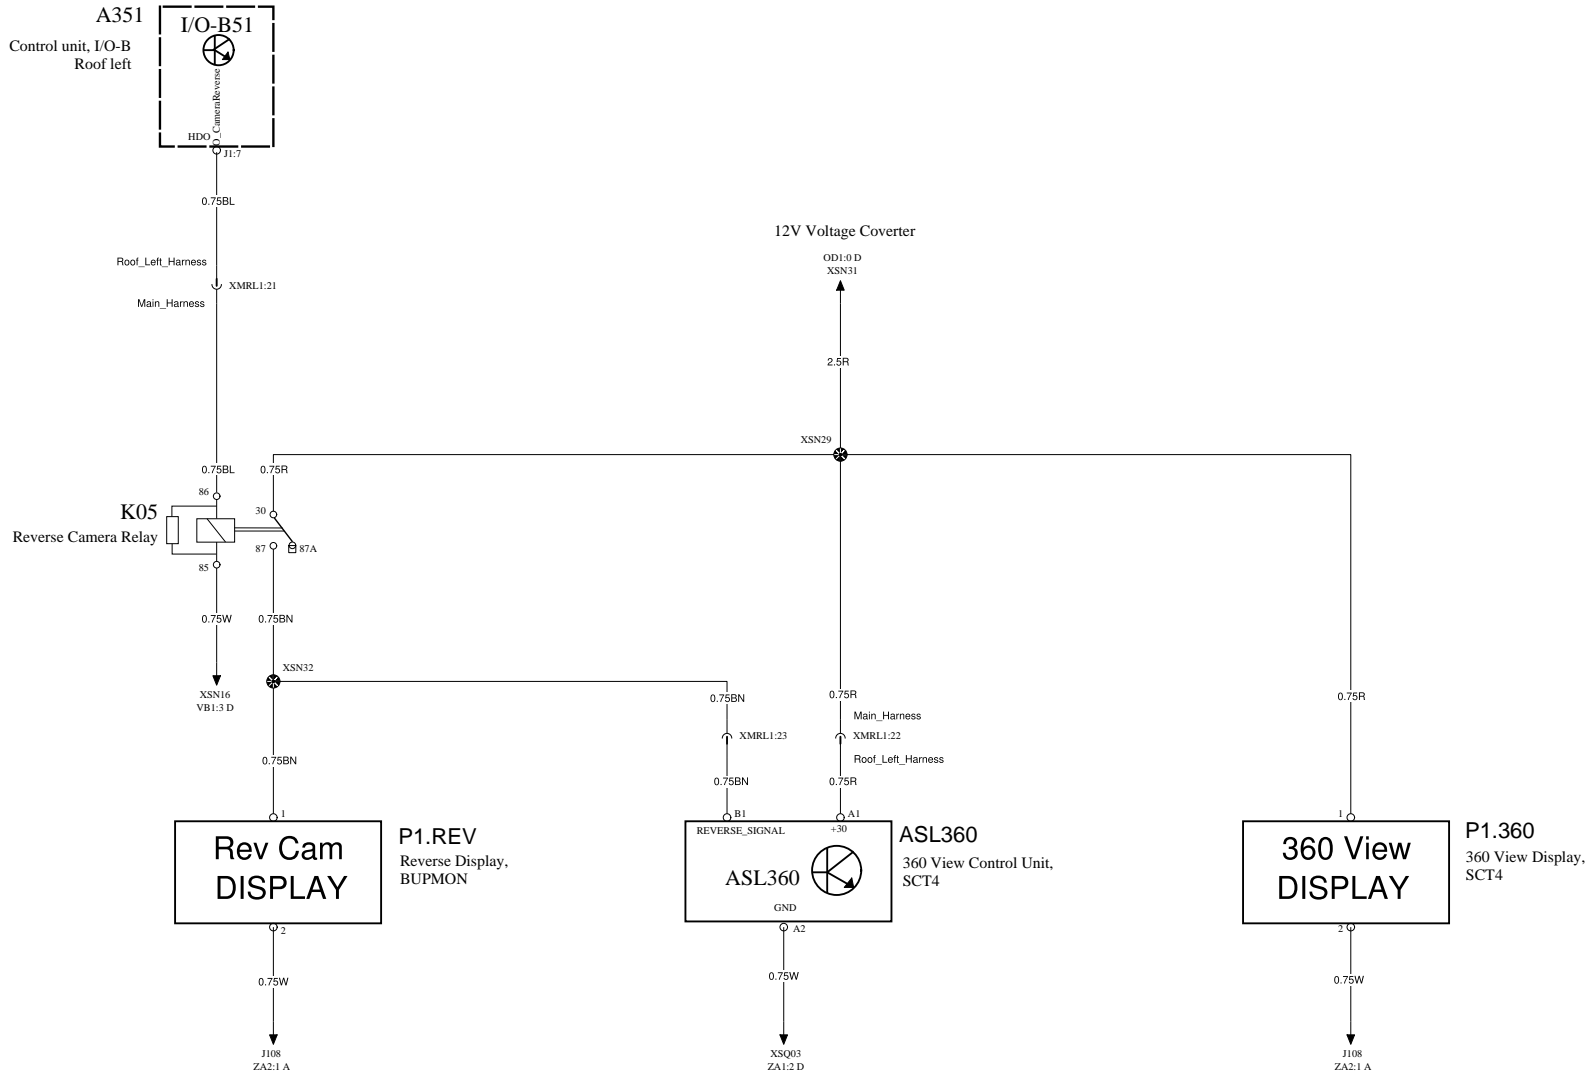 A351
I/O-B51
Control unit, I/O-B
Roof left
O_CameraReverse
HDO
J1:7
0.75BL
12V Voltage Coverter
OD1:0 D
XSN31
Roof_Left_Harness
XMRL1:21
Main_Harness
2.5R
XSN29
0.75BL
0.75R
86
K05
30
Reverse Camera Relay
87
87A
85
0.75W
0.75BN
XSN32
XSN16
VB1:3 D
0.75BN
0.75R
0.75R
Main_Harness
XMRL1:23
XMRL1:22
Roof_Left_Harness
0.75BN
0.75BN
0.75R
1
B1
A1
1
Rev Cam
DISPLAY
P1.REV
Reverse Display,
BUPMON
REVERSE_SIGNAL
+30
ASL360
GND
ASL360
360 View Control Unit,
SCT4
360 View
DISPLAY
P1.360
360 View Display,
SCT4
2
A2
2
0.75W
0.75W
0.75W
J108
ZA2:1 A
XSQ03
ZA1:2 D
J108
ZA2:1 A